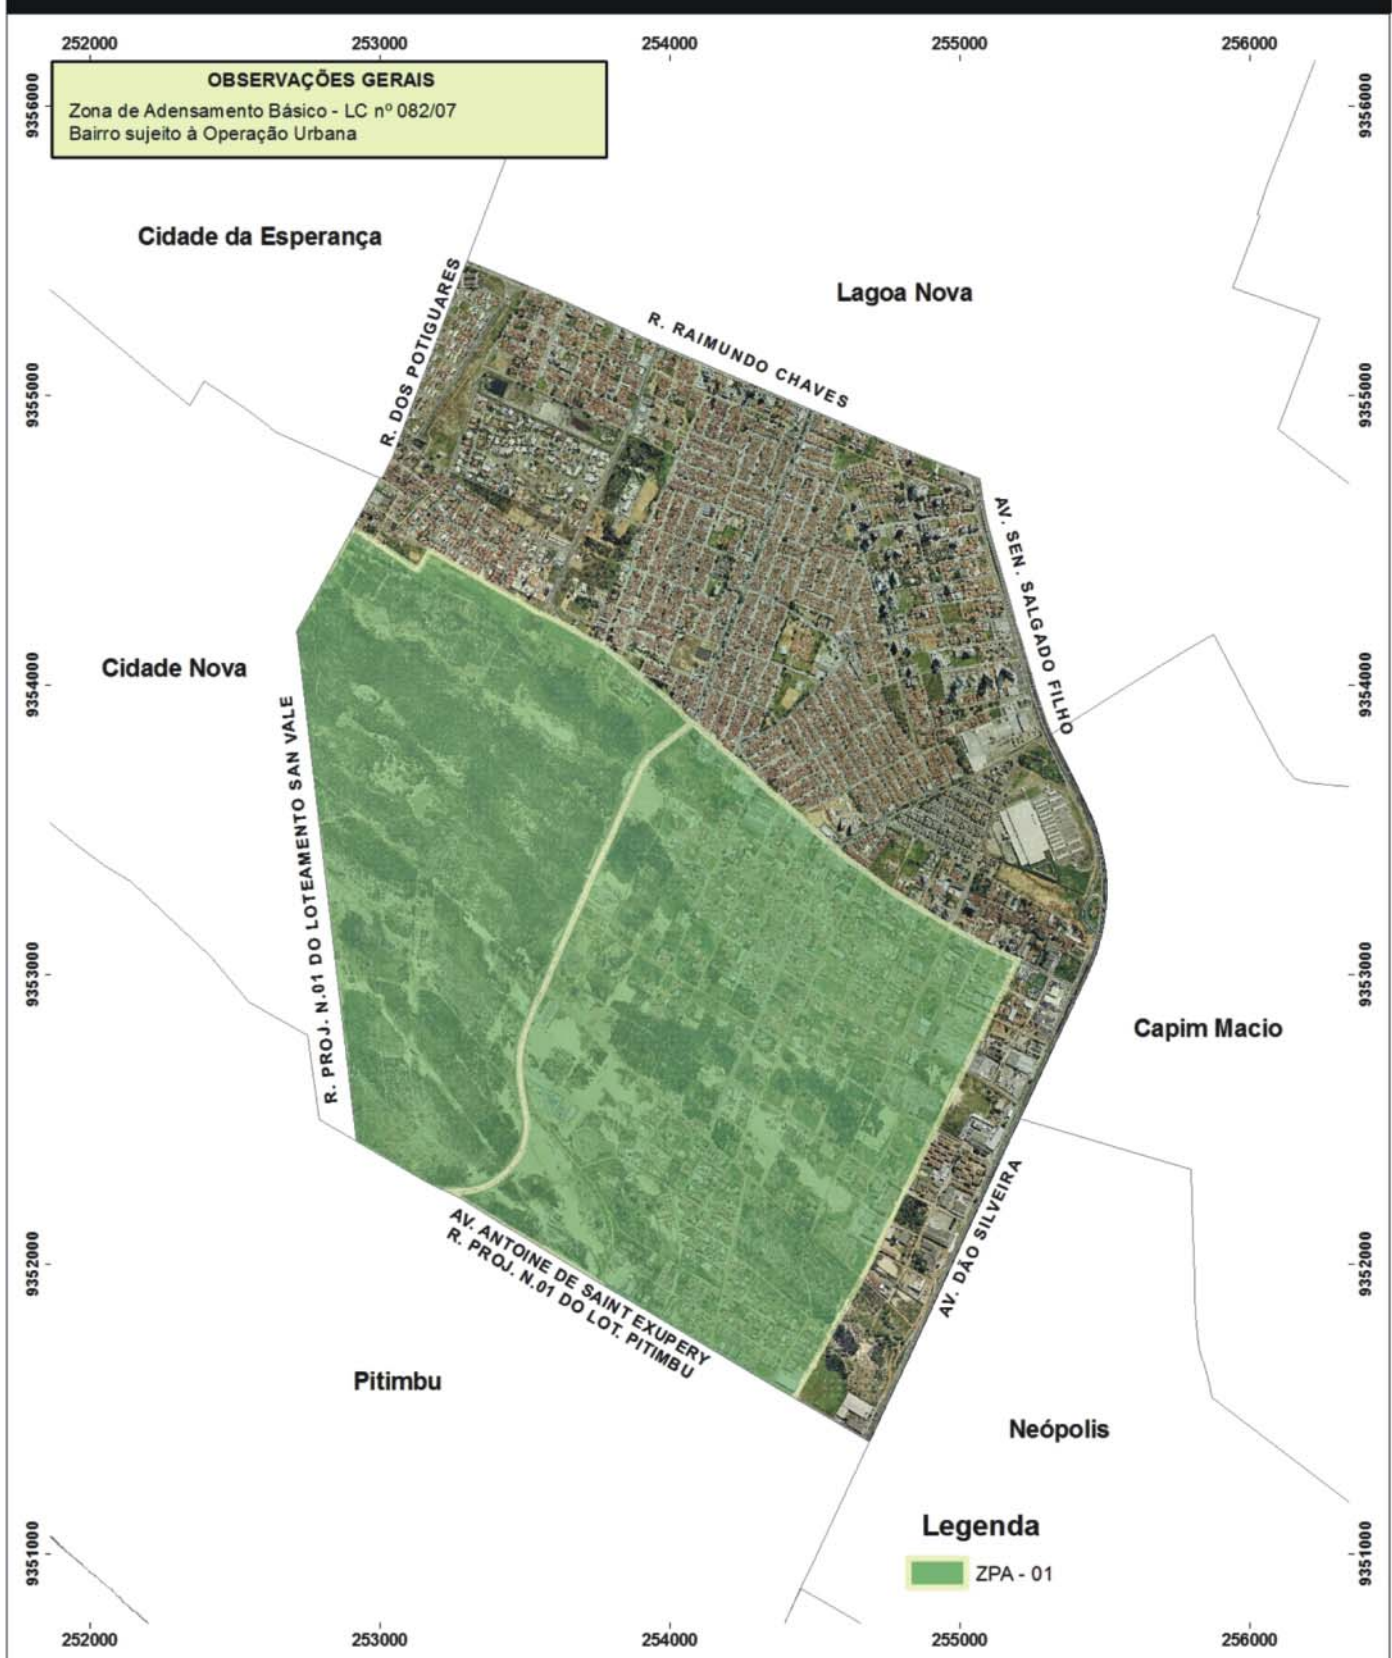 252000 253000 254000 255000 256000
OBSERVAÇÕES GERAIS
Zona de Adensamento Básico - LC nº 082/07
Bairro sujeito à Operação Urbana
9356000
9356000
Cidade da Esperança
Lagoa Nova
R. DOS POTIGUARES
R. RAIMUNDO CHAVES
9355000
9355000
AV. SEN. SALGADO FILHO
Cidade Nova
9354000
9354000
R. PROJ. N.01 DO LOTEAMENTO SAN VALE
9353000
9353000
Capim Macio
AV. DÃO SILVEIRA
AV. ANTOINE DE SAINT EXUPERY
R. PROJ. N.01 DO LOT. PITIMBU
9352000
9352000
Pitimbu
Neópolis
Legenda
ZPA - 01
9351000
9351000
252000 253000 254000 255000 256000